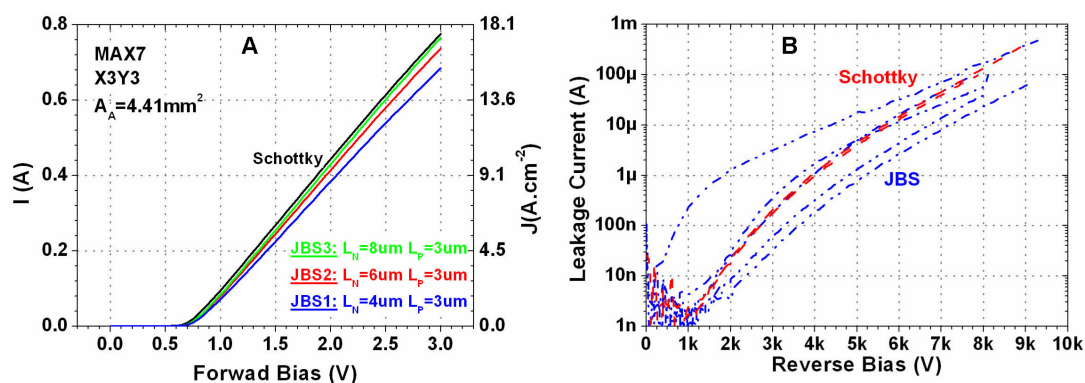 A
MAX7
X3Y3
A_A=4.41mm²
Schottky
JBS3: L_N=8um L_P=3um
JBS2: L_N=6um L_P=3um
JBS1: L_N=4um L_P=3um
I (A)
0.8
0.6
0.4
0.2
0.0
J(A.cm⁻²)
18.1
13.6
9.1
4.5
0.0
0.0 0.5 1.0 1.5 2.0 2.5 3.0
Forwad Bias (V)
B
Schottky
JBS
Leakage Current (A)
1m
100µ
10µ
1µ
100n
10n
1n
0 1k 2k 3k 4k 5k 6k 7k 8k 9k 10k
Reverse Bias (V)